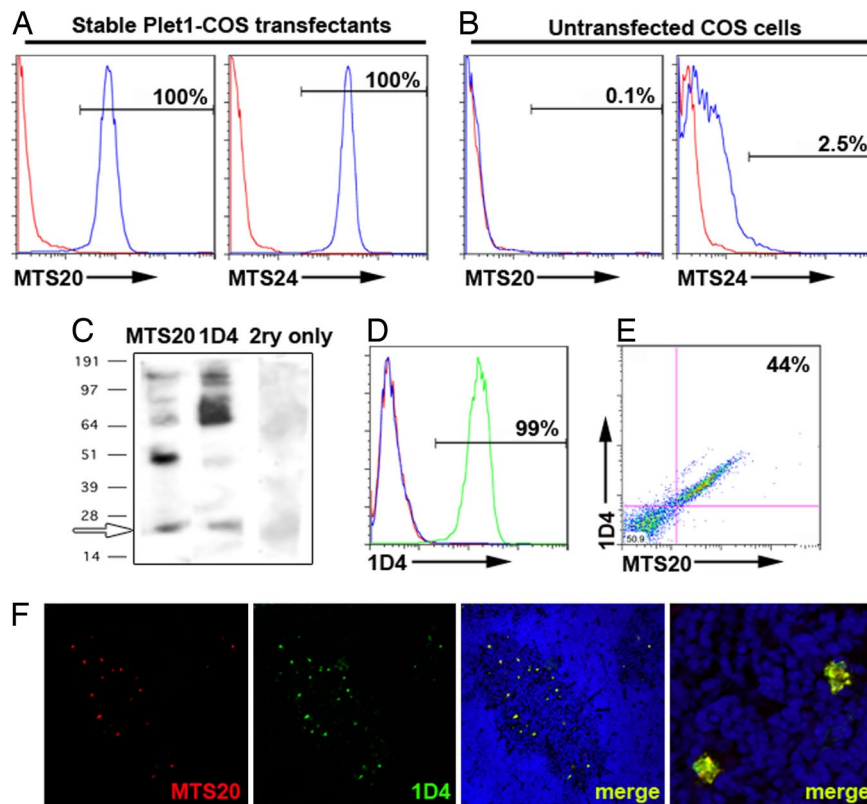 A Stable Plet1-COS transfectants
B Untransfected COS cells
100%
100%
0.1%
2.5%
MTS20
MTS24
MTS20
MTS24
C MTS20 1D4 2ry only
191
97
64
51
39
28
14
D
99%
1D4
E
44%
1D4
50.9
MTS20
F
MTS20
1D4
merge
merge